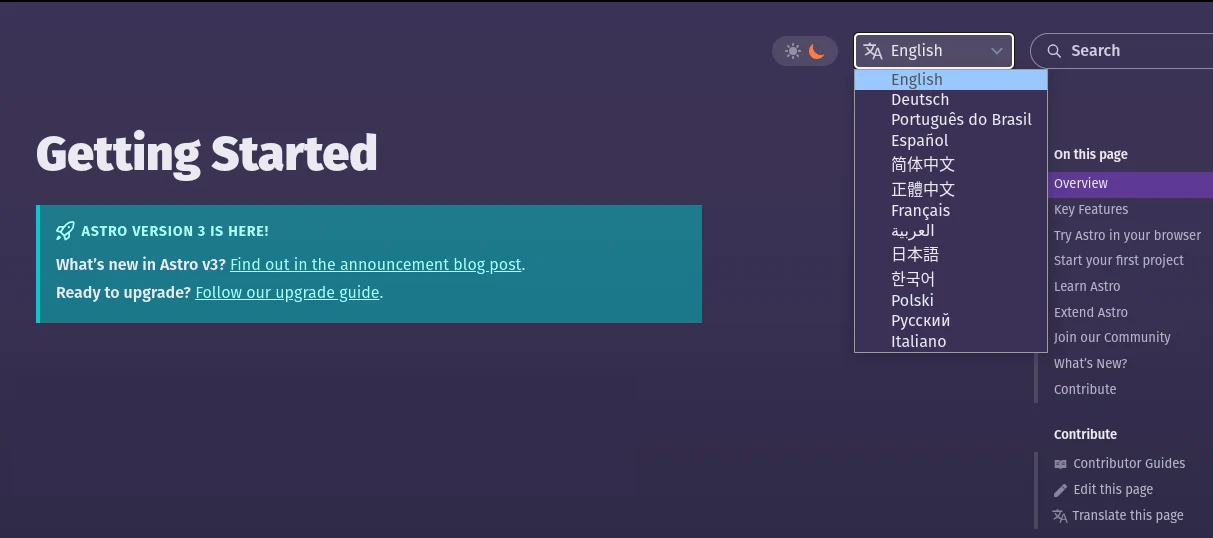 English
Search
English
Deutsch
Português do Brasil
Español
简体中文
正體中文
Français
العربية
日本語
한국어
Polski
Русский
Italiano
Getting Started
ASTRO VERSION 3 IS HERE!
What’s new in Astro v3? Find out in the announcement blog post.
Ready to upgrade? Follow our upgrade guide.
On this page
Overview
Key Features
Try Astro in your browser
Start your first project
Learn Astro
Extend Astro
Join our Community
What’s New?
Contribute
Contribute
Contributor Guides
Edit this page
Translate this page